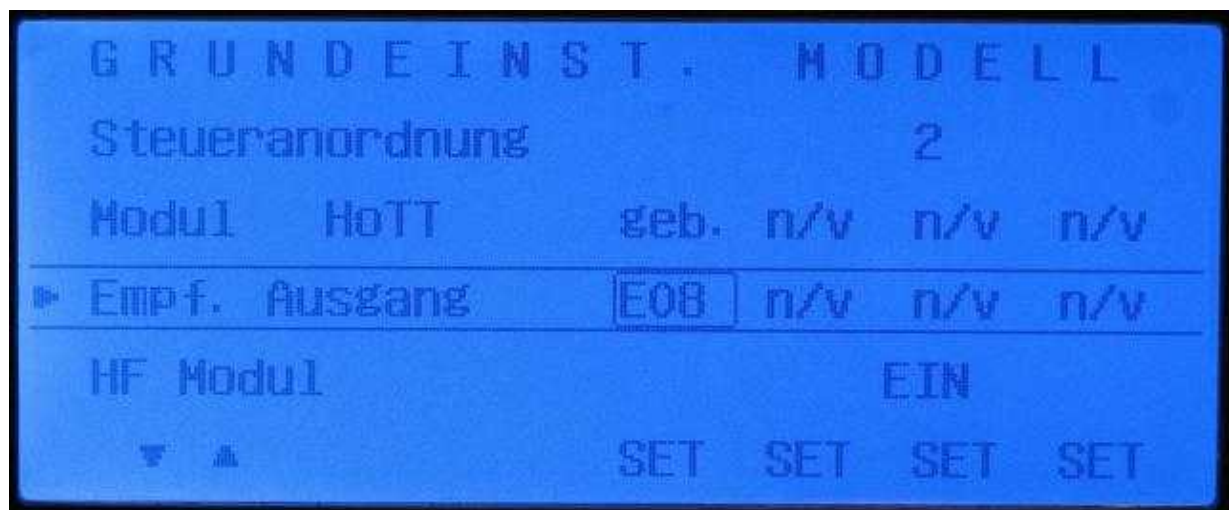 GRUNDEINST. MODELL
Steueranordnung 2
Modul HoTT geb. n/v n/v n/v
Empf. Ausgang E08 n/v n/v n/v
HF Modul EIN
SET SET SET SET